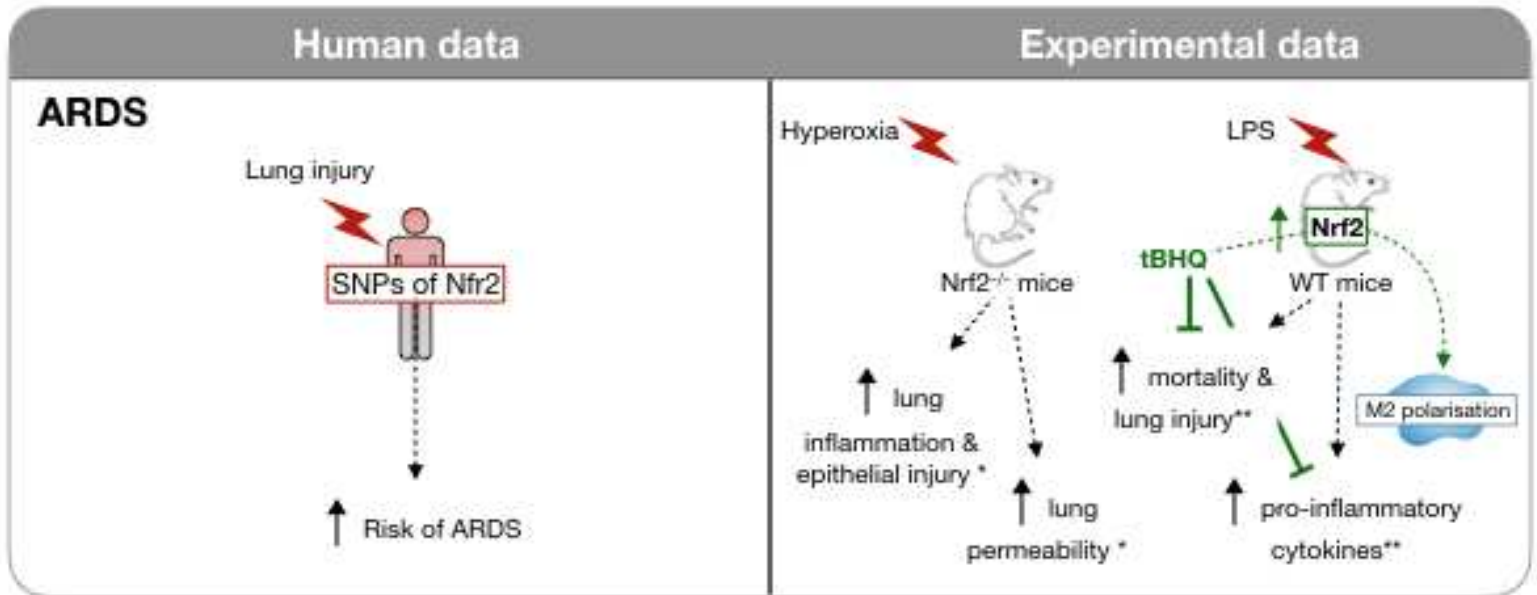 Human data
Experimental data
ARDS
Lung injury
SNPs of Nfr2
Risk of ARDS
Hyperoxia
Nrf2-/- mice
lung
inflammation &
epithelial injury *
lung
permeability *
LPS
Nrf2
tBHQ
WT mice
mortality &
lung injury**
M2 polarisation
pro-inflammatory
cytokines**